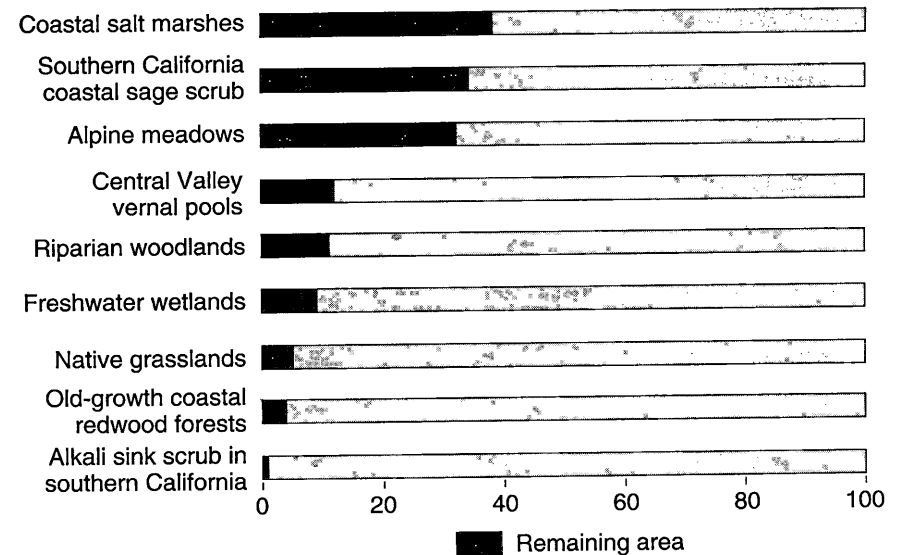 Coastal salt marshes
Southern California
coastal sage scrub
Alpine meadows
Central Valley
vernal pools
Riparian woodlands
Freshwater wetlands
Native grasslands
Old-growth coastal
redwood forests
Alkali sink scrub in
southern California
0 20 40 60 80 100
Remaining area